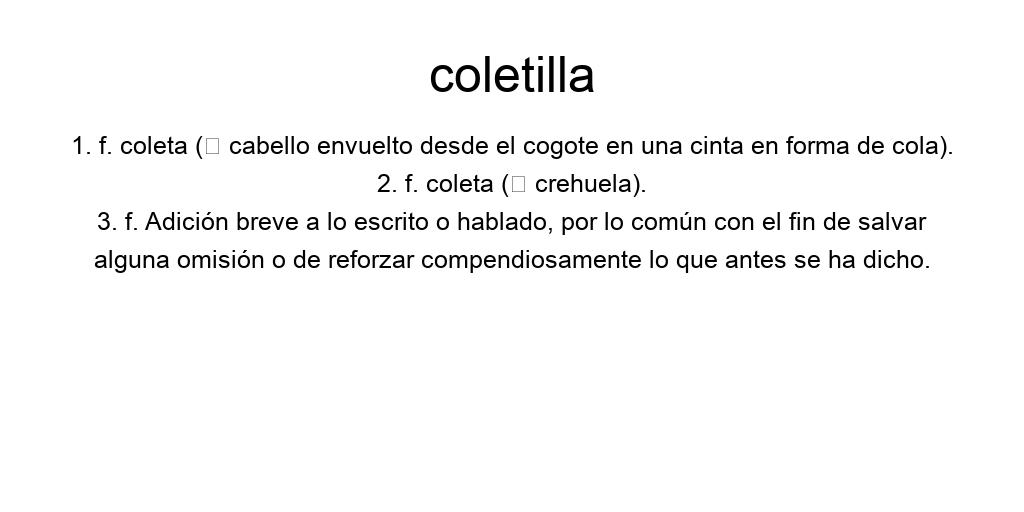 coletilla
1. f. coleta (□ cabello envuelto desde el cogote en una cinta en forma de cola).
2. f. coleta (□ crehuela).
3. f. Adición breve a lo escrito o hablado, por lo común con el fin de salvar
alguna omisión o de reforzar compendiosamente lo que antes se ha dicho.